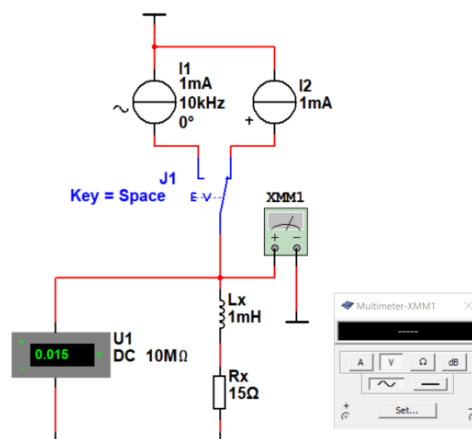 I1
1mA
10kHz
0°
I2
1mA
+
J1
Key = Space
E V
XMM1
+ −
Lx
1mH
Rx
15Ω
+
0.015
V
-
U1
DC 10MΩ
Multimeter-XMM1
×
-----
A V Ω dB
+
Set...
-